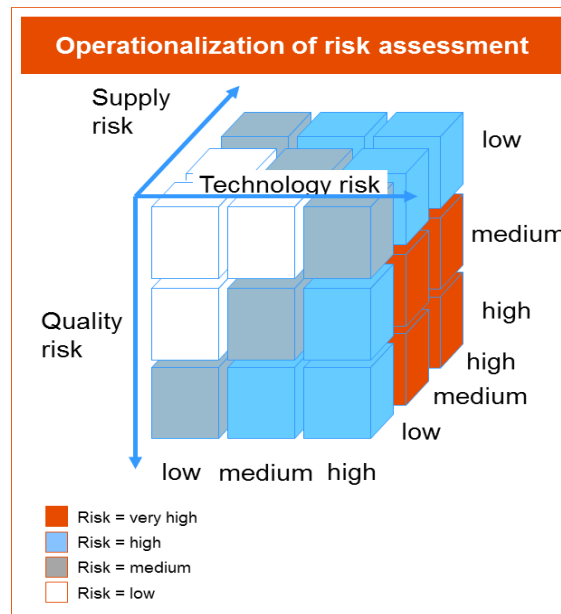 Operationalization of risk assessment
Supply
risk
low
Technology risk
medium
Quality
risk
high
high
medium
low
low medium high
Risk = very high
Risk = high
Risk = medium
Risk = low